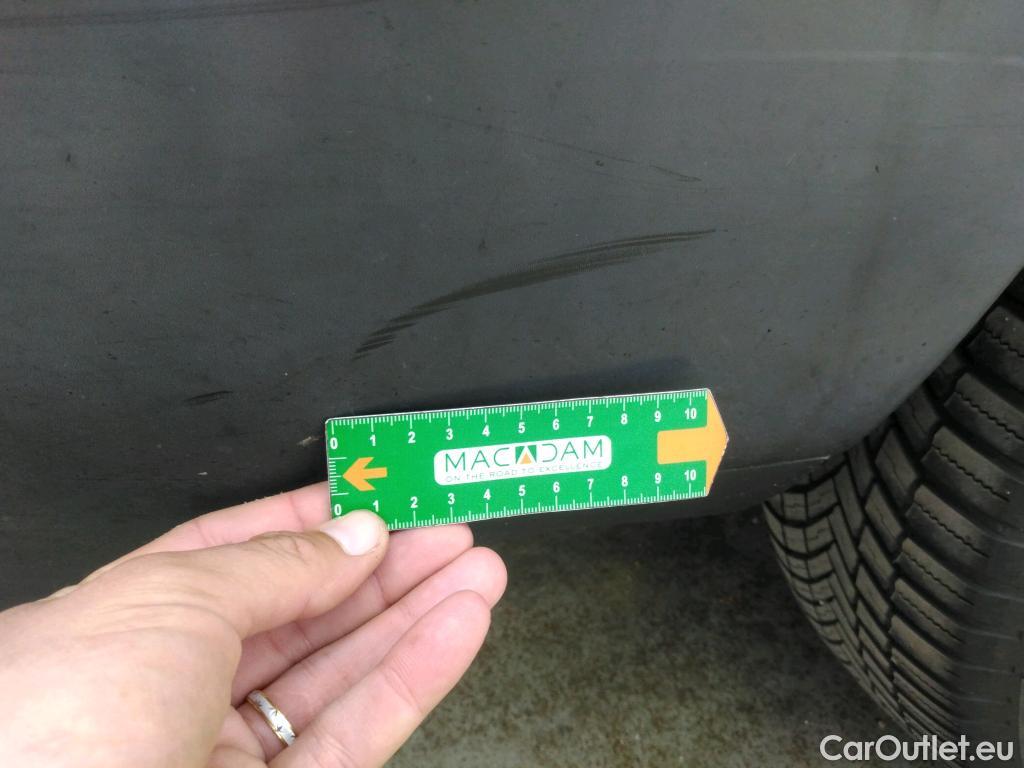 0 1 2 3 4 5 6 7 8 9 10
MACADAM
ON THE ROAD TO EXCELLENCE
0 1 2 3 4 5 6 7 8 9 10
CarOutlet.eu